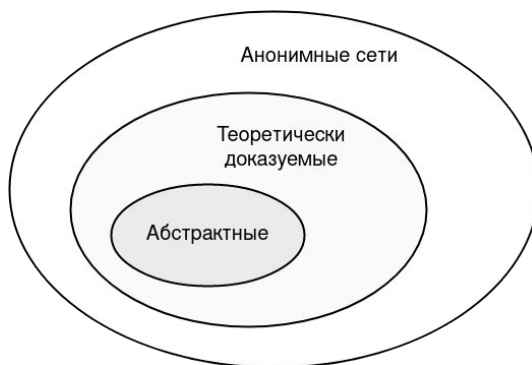 Анонимные сети
Теоретически
доказуемые
Абстрактные